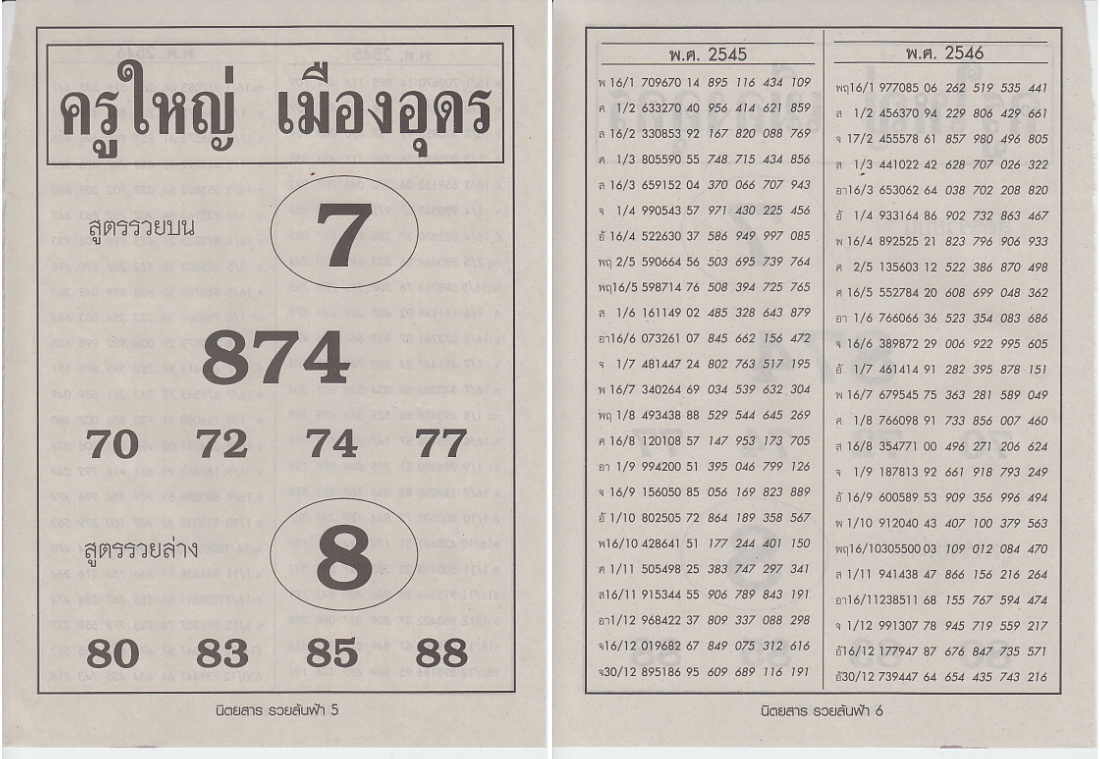 ครูใหญ่ เมืองอุดร
7
สูตรรวยบน
874
70 72 74 77
8
สูตรรวยล่าง
80 83 85 88
นิตยสาร รวยล้นฟ้า 5
พ.ศ. 2545
พ 16/1 709670 14 895 116 434 109
ศ 1/2 633270 40 956 414 621 859
ส 16/2 330853 92 167 820 088 769
ศ 1/3 805590 55 748 715 434 856
ส 16/3 659152 04 370 066 707 943
จ 1/4 990543 57 971 430 225 456
อั 16/4 522630 37 586 949 997 085
พฤ 2/5 590664 56 503 695 739 764
พฤ16/5 598714 76 508 394 725 765
ส 1/6 161149 02 485 328 643 879
อา16/6 073261 07 845 662 156 472
จ 1/7 481447 24 802 763 517 195
พ 16/7 340264 69 034 539 632 304
พฤ 1/8 493438 88 529 544 645 269
ศ 16/8 120108 57 147 953 173 705
อา 1/9 994200 51 395 046 799 126
จ 16/9 156050 85 056 169 823 889
อั 1/10 802505 72 864 189 358 567
พ16/10 428641 51 177 244 401 150
ศ 1/11 505498 25 383 747 297 341
ส16/11 915344 55 906 789 843 191
อา1/12 968422 37 809 337 088 298
จ16/12 019682 67 849 075 312 616
จ30/12 895186 95 609 689 116 191
พ.ศ. 2546
พฤ16/1 977085 06 262 519 535 441
ส 1/2 456370 94 229 806 429 661
จ 17/2 455578 61 857 980 496 805
ส 1/3 441022 42 628 707 026 322
อา16/3 653062 64 038 702 208 820
อั 1/4 933164 86 902 732 863 467
พ 16/4 892525 21 823 796 906 933
ศ 2/5 135603 12 522 386 870 498
ศ 16/5 552784 20 608 699 048 362
อา 1/6 766066 36 523 354 083 686
จ 16/6 389872 29 006 922 995 605
อั 1/7 461414 91 282 395 878 151
พ 16/7 679545 75 363 281 589 049
ศ 1/8 766098 91 733 856 007 460
ส 16/8 354771 00 496 271 206 624
จ 1/9 187813 92 661 918 793 249
อั 16/9 600589 53 909 356 996 494
พ 1/10 912040 43 407 100 379 563
พฤ16/10305500 03 109 012 084 470
ส 1/11 941438 47 866 156 216 264
อา16/11238511 68 155 767 594 474
จ 1/12 991307 78 945 719 559 217
อั16/12 177947 87 676 847 735 571
อั30/12 739447 64 654 435 743 216
นิตยสาร รวยล้นฟ้า 6